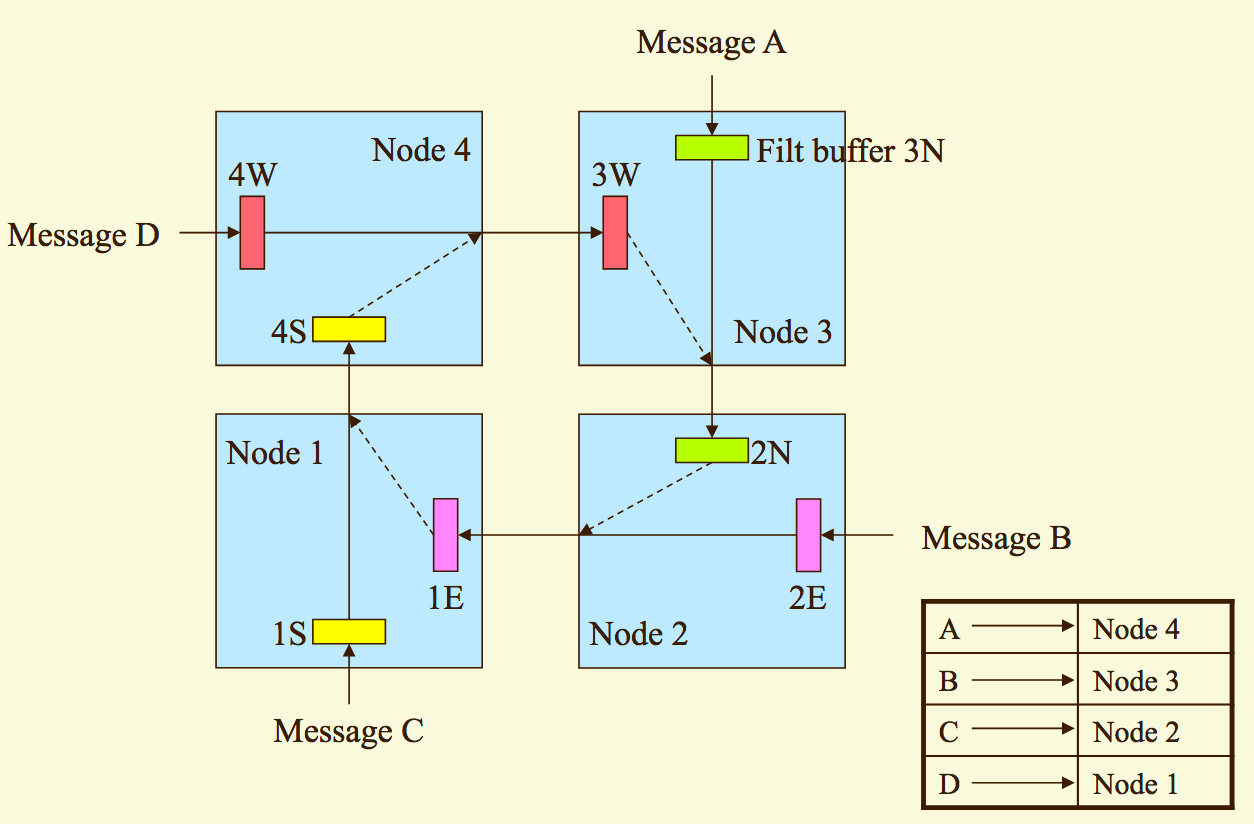 Message A
Node 4
Filt buffer 3N
4W
3W
Message D
4S
Node 3
Node 1
2N
Message B
1E
2E
1S
Node 2
A Node 4
B Node 3
C Node 2
D Node 1
Message C